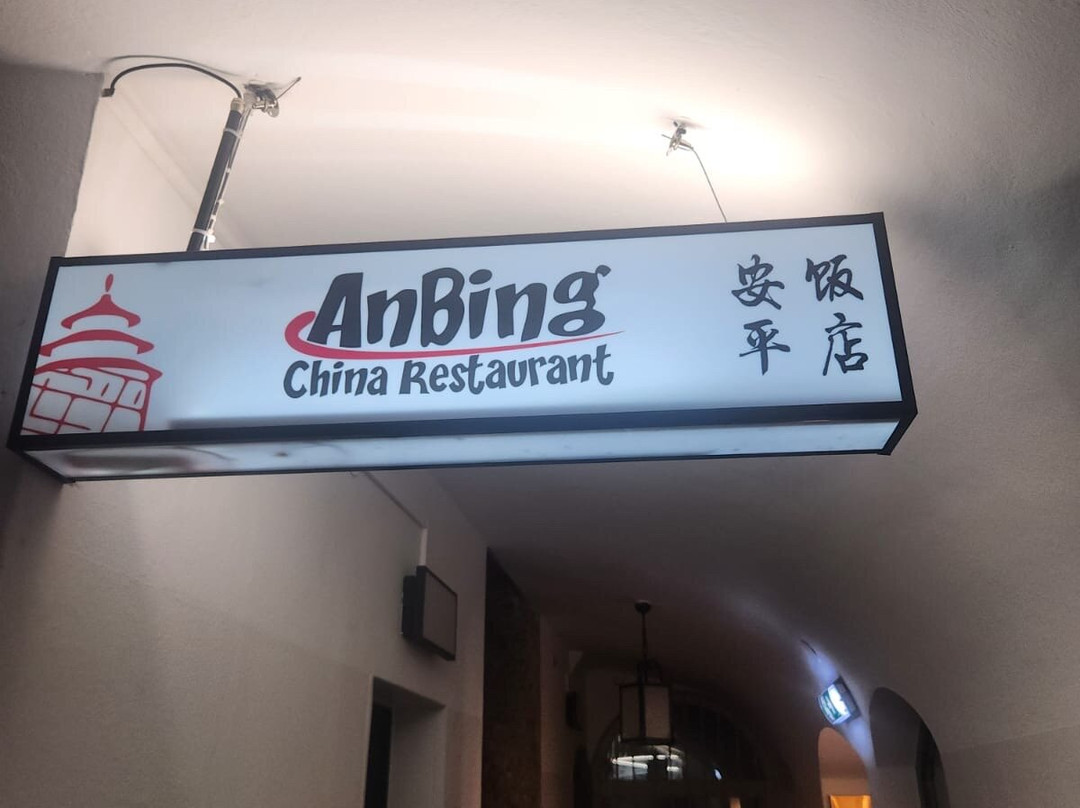 AnBing
China Restaurant
安平
饭店